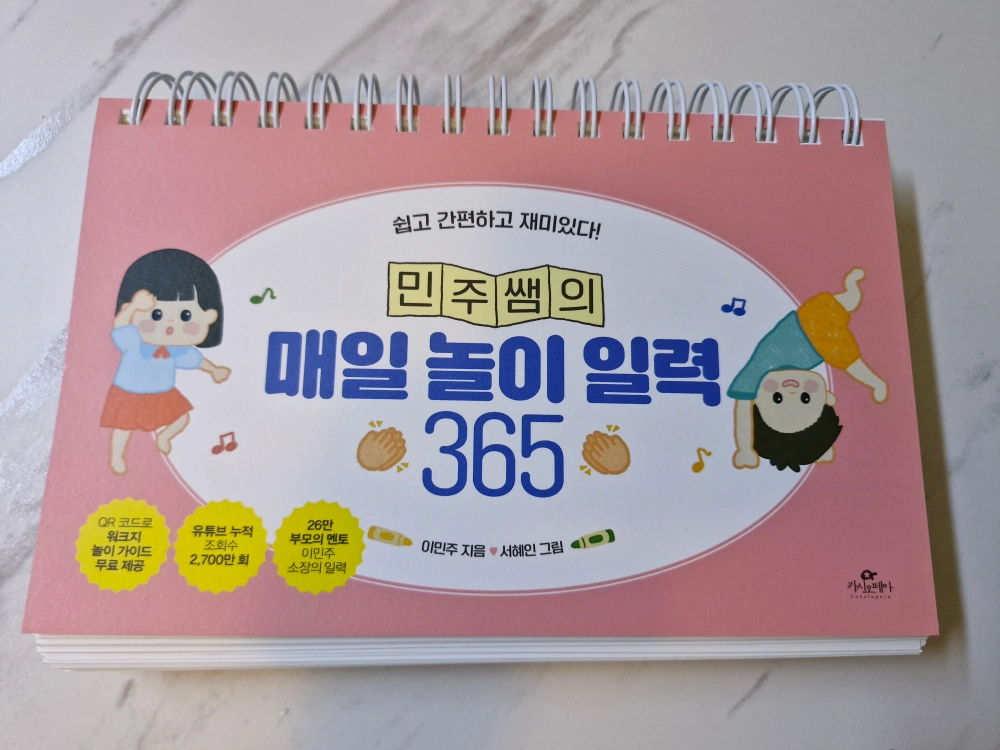 쉽고 간편하고 재미있다!
민주쌤의
매일 놀이 일력
365
QR 코드로
워크지
놀이 가이드
무료 제공
유튜브 누적
조회수
2,700만 회
26만
부모의 멘토
이민주
소장의 일력
이민주 지음 ♥ 서혜인 그림
카시오페아
Cassiopeia